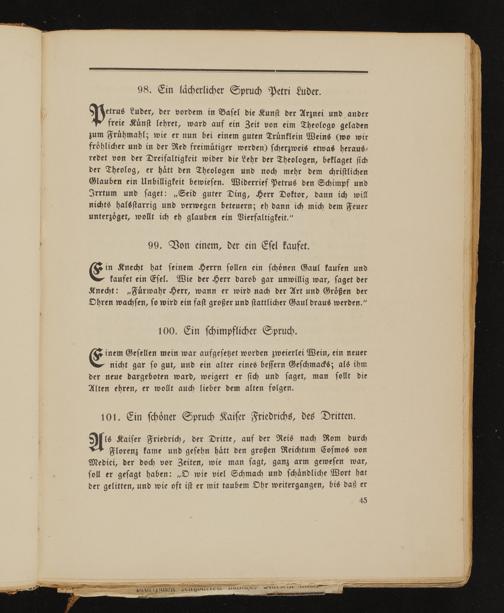 98. Ein lächerlicher Spruch Petri Luder.
Petrus Luder, der vordem in Basel die Kunst der Arznei und ander
freie Künst lehret, ward auf ein Zeit von eim Theologo geladen
zum Frühmahl; wie er nun bei einem guten Trünklein Weins (wo wir
fröhlicher und in der Red freimütiger werden) scherzweis etwas heraus-
redet von der Dreifaltigkeit wider die Lehr der Theologen, beklaget sich
der Theolog, er hätt den Theologen und noch mehr dem christlichen
Glauben ein Unbilligkeit bewiesen. Widerrief Petrus den Schimpf und
Irrtum und saget: „Seid guter Ding, Herr Doktor, dann ich will
nichts halsstarrig und verwegen beteuern; eh dann ich mich dem Feuer
unterzöget, wollt ich eh glauben ein Vierfaltigkeit.“
99. Von einem, der ein Esel kaufet.
Ein Knecht hat seinem Herrn sollen ein schönen Gaul kaufen und
kaufet ein Esel. Wie der Herr darob gar unwillig war, saget der
Knecht: „Fürwahr Herr, wann er wird nach der Art und Größen der
Ohren wachsen, so wird ein fast großer und stattlicher Gaul draus werden.“
100. Ein schimpflicher Spruch.
Einem Gesellen mein war aufgesetzet worden zweierlei Wein, ein neuer
nicht gar so gut, und ein alter eines bessern Geschmacks; als ihm
der neue dargeboten ward, weigert er sich und saget, man sollt die
Alten ehren, er wollt auch lieber dem alten folgen.
101. Ein schöner Spruch Kaiser Friedrichs, des Dritten.
Als Kaiser Friedrich, der Dritte, auf der Reis nach Rom durch
Florenz kame und gesehn hätt den großen Reichtum Cosmos von
Medici, der doch vor Zeiten, wie man sagt, ganz arm gewesen war,
soll er gesagt haben: „O wie viel Schmach und schändliche Wort hat
der gelitten, und wie oft ist er mit taubem Ohr weitergangen, bis daß er
45